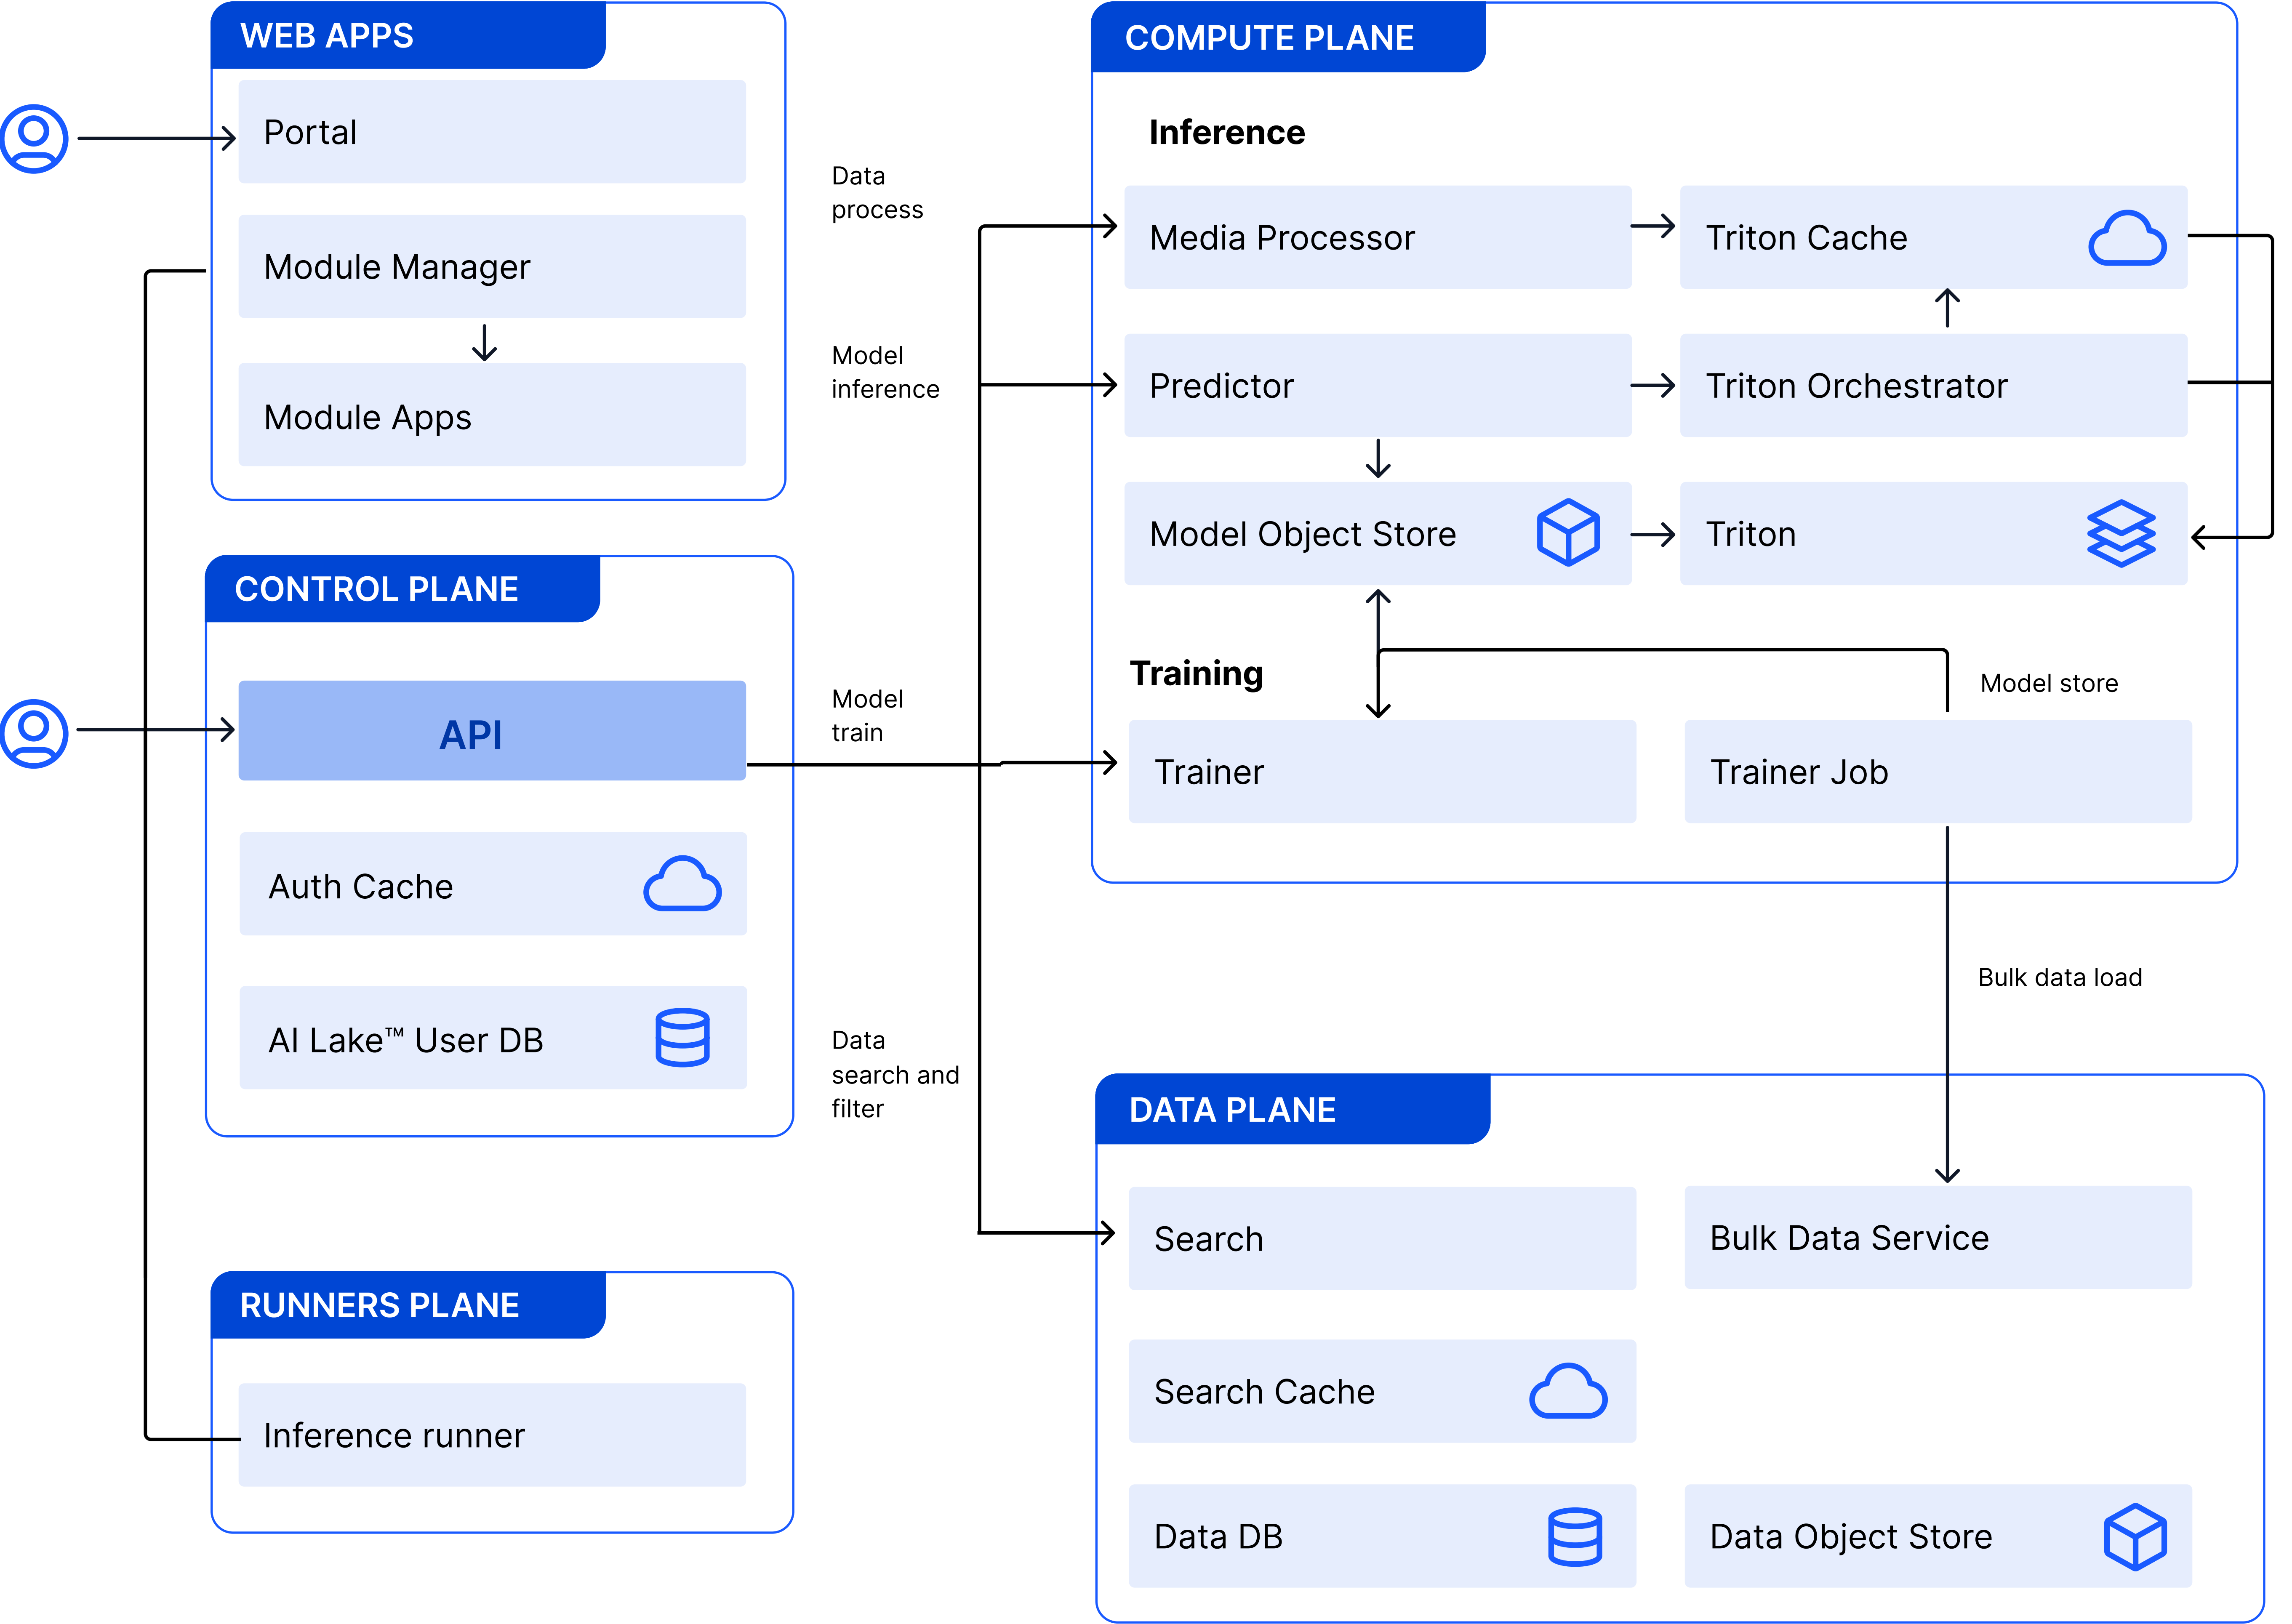 WEB APPS
Portal
Module Manager
Module Apps
CONTROL PLANE
API
Auth Cache
AI Lake™ User DB
RUNNERS PLANE
Inference runner
Data
process
Model
inference
Model
train
Data
search and
filter
COMPUTE PLANE
Inference
Media Processor
Triton Cache
Predictor
Triton Orchestrator
Model Object Store
Triton
Training
Model store
Trainer
Trainer Job
Bulk data load
DATA PLANE
Search
Bulk Data Service
Search Cache
Data DB
Data Object Store